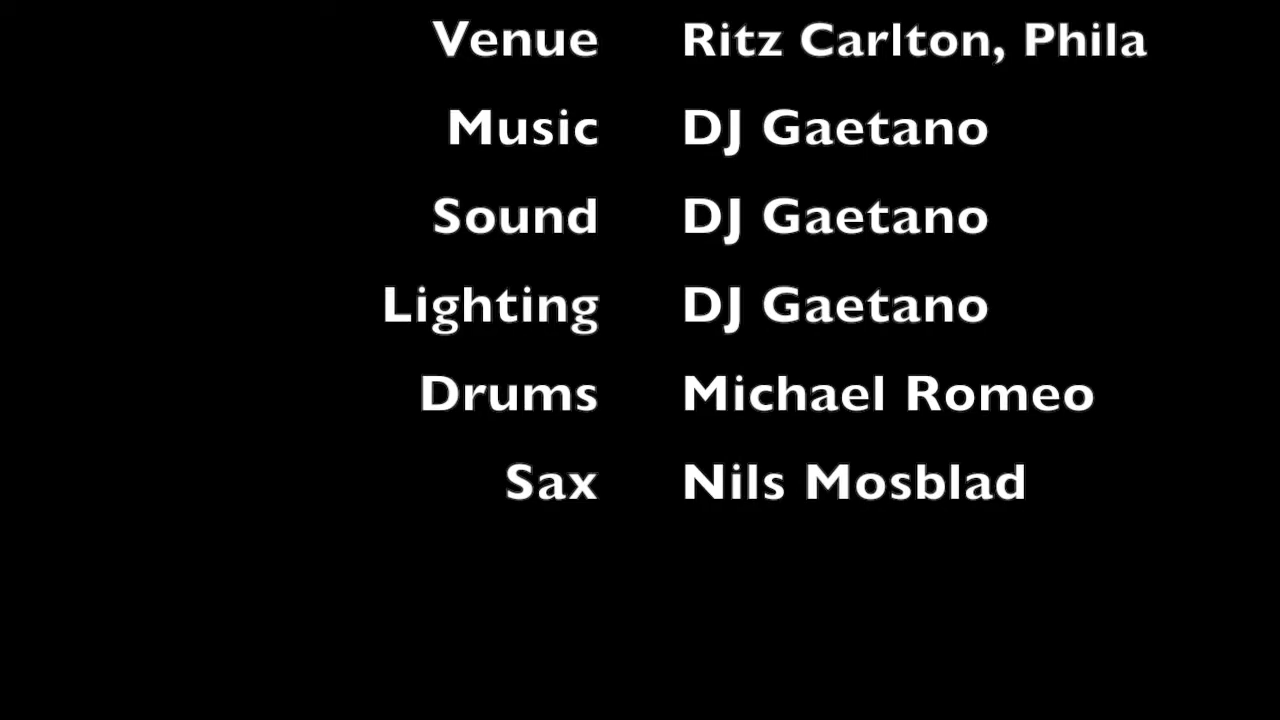 Venue Ritz Carlton, Phila
Music DJ Gaetano
Sound DJ Gaetano
Lighting DJ Gaetano
Drums Michael Romeo
Sax Nils Mosblad